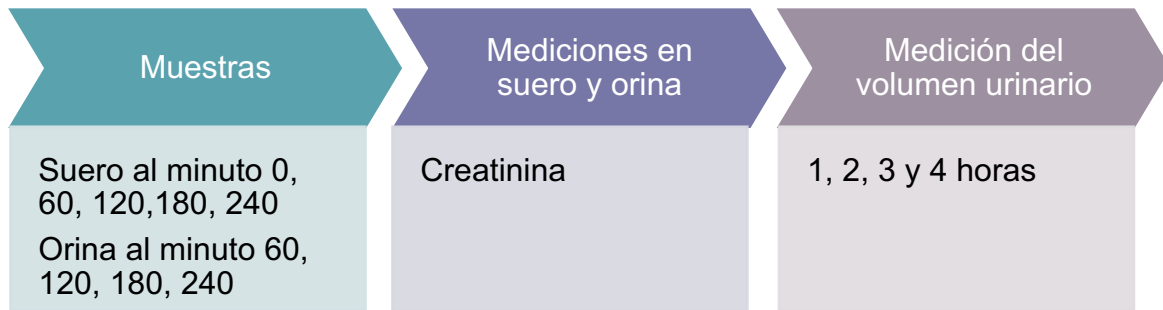 Muestras
Mediciones en
suero y orina
Medición del
volumen urinario
Suero al minuto 0,
60, 120,180, 240
Orina al minuto 60,
120, 180, 240
Creatinina
1, 2, 3 y 4 horas